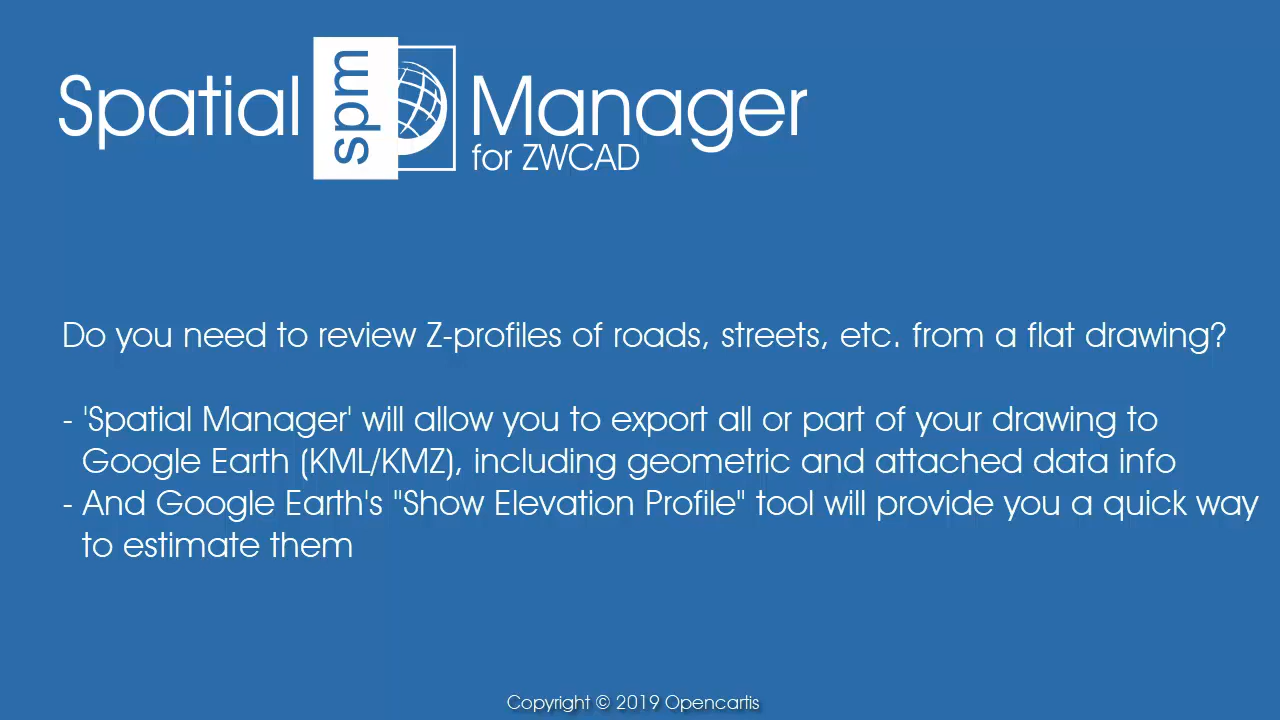 Spatial spm Manager
for ZWCAD
Do you need to review Z-profiles of roads, streets, etc. from a flat drawing?
- 'Spatial Manager' will allow you to export all or part of your drawing to
Google Earth (KML/KMZ), including geometric and attached data info
- And Google Earth's "Show Elevation Profile" tool will provide you a quick way
to estimate them
Copyright © 2019 Opencartis